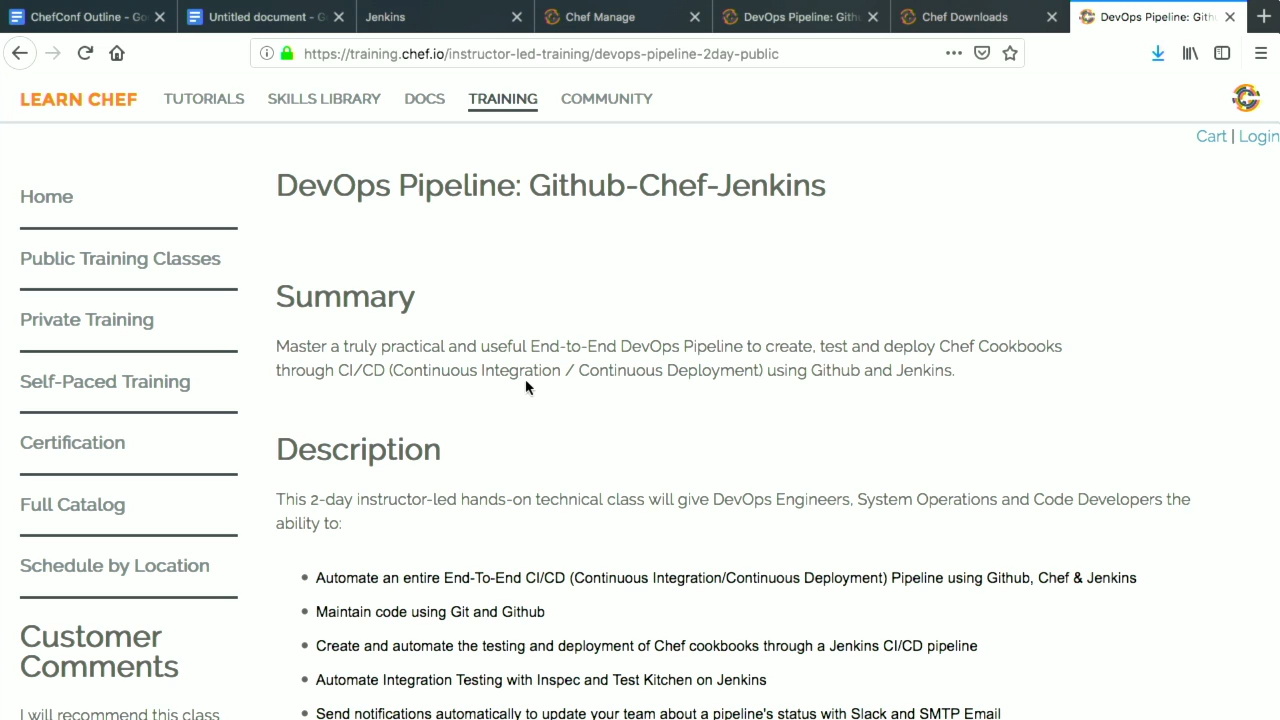 ChefConf Outline - Go
Untitled document - G
Jenkins
Chef Manage
DevOps Pipeline: Gith
Chef Downloads
DevOps Pipeline: Gith
https://training.chef.io/instructor-led-training/devops-pipeline-2day-public
LEARN CHEF
TUTORIALS
SKILLS LIBRARY
DOCS
TRAINING
COMMUNITY
Cart | Login
Home
Public Training Classes
Private Training
Self-Paced Training
Certification
Full Catalog
Schedule by Location
Customer
Comments
I will recommend this class
DevOps Pipeline: Github-Chef-Jenkins
Summary
Master a truly practical and useful End-to-End DevOps Pipeline to create, test and deploy Chef Cookbooks
through CI/CD (Continuous Integration / Continuous Deployment) using Github and Jenkins.
Description
This 2-day instructor-led hands-on technical class will give DevOps Engineers, System Operations and Code Developers the
ability to:
Automate an entire End-To-End CI/CD (Continuous Integration/Continuous Deployment) Pipeline using Github, Chef & Jenkins
Maintain code using Git and Github
Create and automate the testing and deployment of Chef cookbooks through a Jenkins CI/CD pipeline
Automate Integration Testing with Inspec and Test Kitchen on Jenkins
Send notifications automatically to update your team about a pipeline's status with Slack and SMTP Email